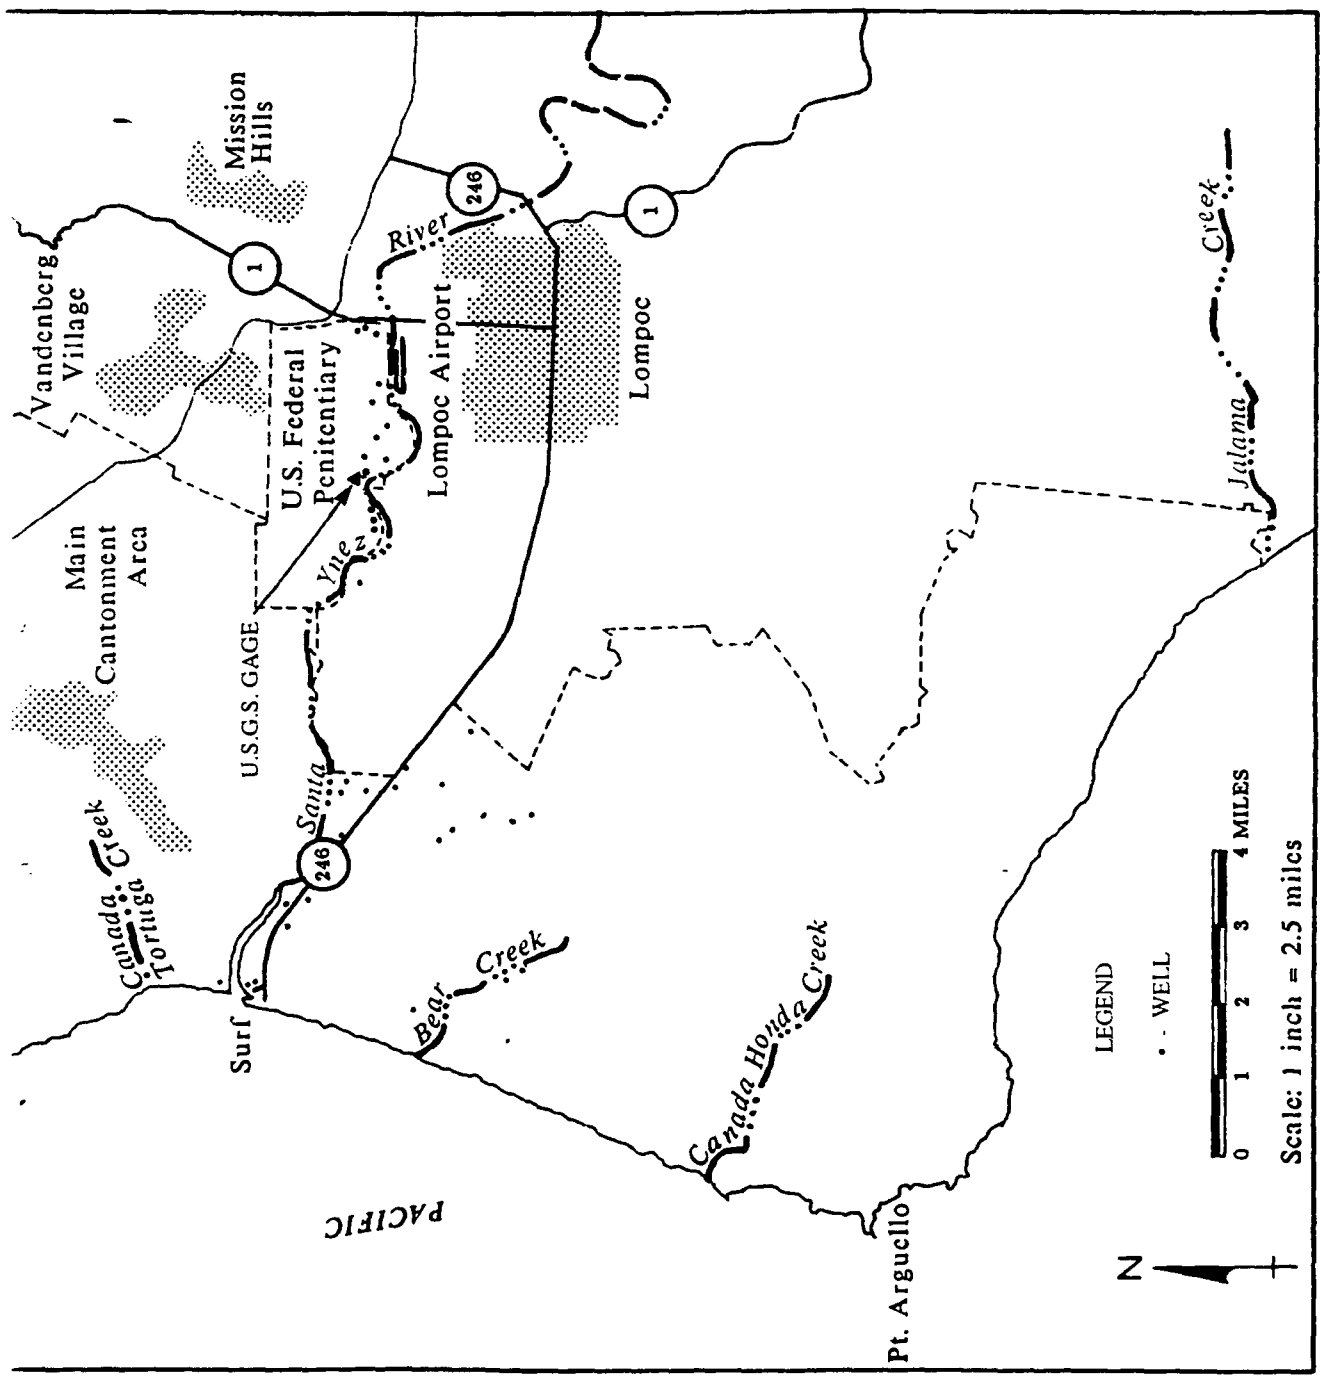 Vandenberg
Village
Mission
Hills
Main
Cantonment
Area
1
U.S. Federal
Penitentiary
River
246
Canada
Tortuga
Creek
U.S.G.S. GAGE
Ynez
Santa
Lompoc Airport
246
Surf
Lompoc
1
Bear
Creek
PACIFIC
Canada Honda Creek
Pt. Arguello
Jalama
Creek
LEGEND
• - WELL
N
0 1 2 3 4 MILES
Scale: 1 inch = 2.5 miles